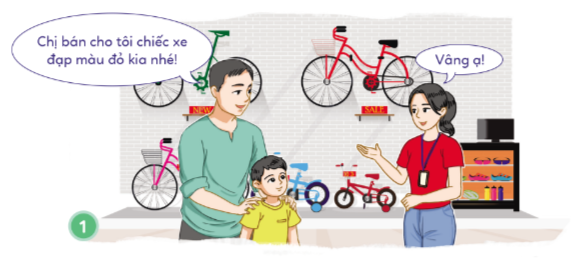 Chị bán cho tôi chiếc xe
đạp màu đỏ kia nhé!
Vâng ạ!
NEW
SALE
1